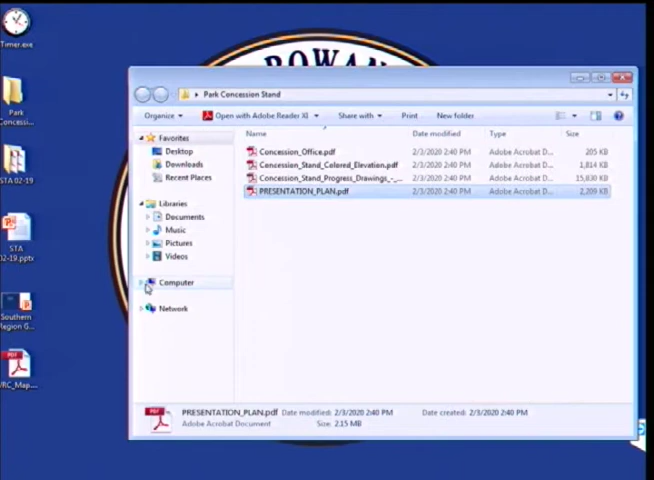 ROWAN
Timer.exe
Park
Concessi...
STA 02-19
STA
02-19.pptx
Southern
Region G...
VRC_Map....
Park Concession Stand
Organize
Open with Adobe Reader XI
Share with
Print
New folder
Favorites
Desktop
Downloads
Recent Places
Libraries
Documents
Music
Pictures
Videos
Computer
Network
Name Date modified Type Size
Concession_Office.pdf 2/3/2020 2:40 PM Adobe Acrobat D... 205 KB
Concession_Stand_Colored_Elevation.pdf 2/3/2020 2:40 PM Adobe Acrobat D... 1,814 KB
Concession_Stand_Progress_Drawings_-_... 2/3/2020 2:40 PM Adobe Acrobat D... 15,830 KB
PRESENTATION_PLAN.pdf 2/3/2020 2:40 PM Adobe Acrobat D... 2,209 KB
PRESENTATION_PLAN.pdf Date modified: 2/3/2020 2:40 PM Date created: 2/3/2020 2:40 PM
Adobe Acrobat Document Size: 2.15 MB